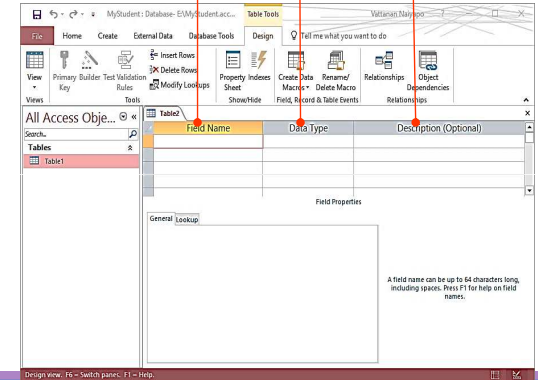 MyStudent : Database- E:\MyStudent.acc... Table Tools Vattanan Naiyapo ?
File Home Create External Data Database Tools Design Tell me what you want to do
View Primary Builder Test Validation Rules
Insert Rows
Delete Rows
Modify Lookups
Property Sheet Indexes Create Data Macros Rename/ Delete Macro Relationships Object Dependencies
Views Tools Show/Hide Field, Record & Table Events Relationships
All Access Obje... «
Search...
Tables
Table1
Table2
Field Name Data Type Description (Optional)
Field Properties
General Lookup
A field name can be up to 64 characters long,
including spaces. Press F1 for help on field
names.
Design view. F6 = Switch panes. F1 = Help.